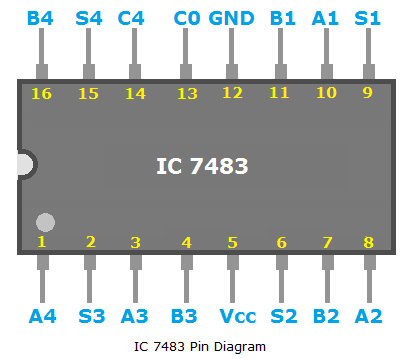 B4 S4 C4 C0 GND B1 A1 S1
16 15 14 13 12 11 10 9
IC 7483
1 2 3 4 5 6 7 8
A4 S3 A3 B3 Vcc S2 B2 A2
IC 7483 Pin Diagram